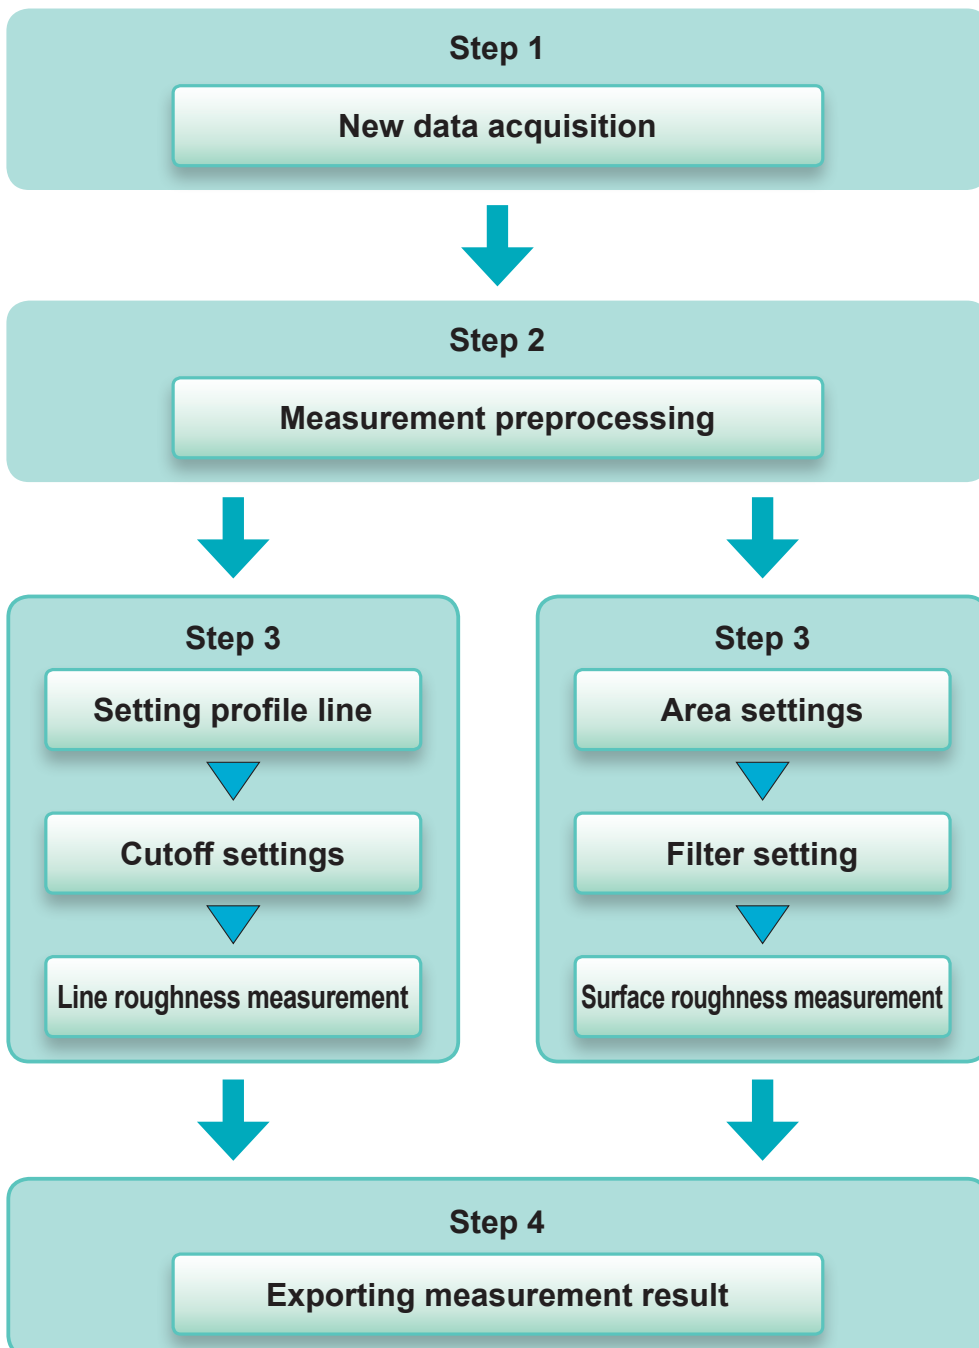 Step 1
New data acquisition
Step 2
Measurement preprocessing
Step 3
Setting profile line
Cutoff settings
Line roughness measurement
Step 3
Area settings
Filter setting
Surface roughness measurement
Step 4
Exporting measurement result